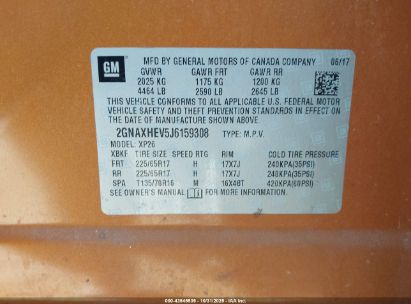 GM
MFD BY GENERAL MOTORS OF CANADA COMPANY 06/17
GVWR GAWR FRT GAWR RR
2025 KG 1175 KG 1200 KG
4464 LB 2590 LB 2645 LB
THIS VEHICLE CONFORMS TO ALL APPLICABLE U.S. FEDERAL MOTOR
VEHICLE SAFETY AND THEFT PREVENTION STANDARDS IN EFFECT ON
THE DATE OF MANUFACTURE SHOWN ABOVE.
2GNAXHEV5J6159308 TYPE: M.P.V.
MODEL: XP26
XBKF TIRE SIZE SPEED RTG RIM COLD TIRE PRESSURE
FRT 225/65R17 H 17X7J 240KPA(35PSI)
RR 225/65R17 H 17X7J 240KPA(35PSI)
SPA T135/70R16 M 16X4BT 420KPA(60PSI)
SEE OWNER'S MANUAL FOR MORE INFORMATION.